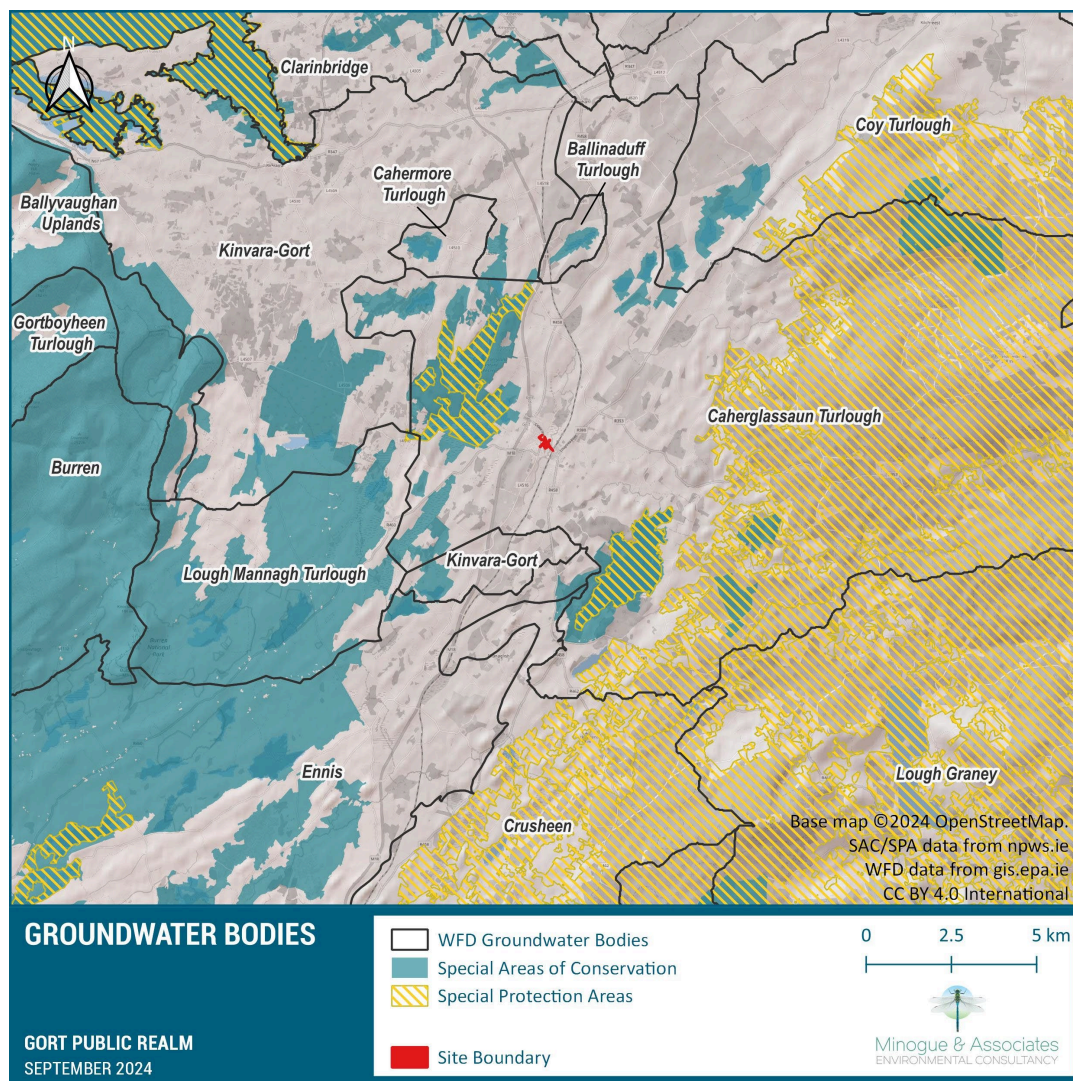 N
Clarinbridge
Coy Turlough
Ballinaduff
Turlough
Cahermore
Turlough
Ballyvaughan
Uplands
Kinvara-Gort
Gortboyheen
Turlough
Caherglassaun Turlough
Burren
Kinvara-Gort
Lough Mannagh Turlough
Ennis
Lough Graney
Crusheen
Base map ©2024 OpenStreetMap.
SAC/SPA data from npws.ie
WFD data from gis.epa.ie
CC BY 4.0 International
GROUNDWATER BODIES
GORT PUBLIC REALM
SEPTEMBER 2024
WFD Groundwater Bodies
Special Areas of Conservation
Special Protection Areas
Site Boundary
0 2.5 5 km
Minogue & Associates
ENVIRONMENTAL CONSULTANCY